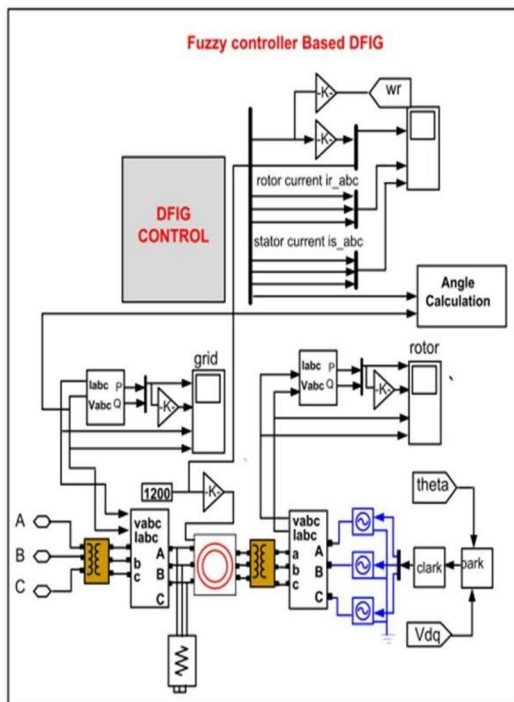 Fuzzy controller Based DFIG
-K-
wr
-K-
rotor current ir_abc
DFIG
CONTROL
stator current is_abc
Angle
Calculation
grid
rotor
Iabc P
Vabc Q
-K-
Iabc P
Vabc Q
-K-
1200
-K-
theta
A
B
C
vabc
Iabc
A
b B
c
C
vabc
Iabc
a A
b B
c
C
clark
park
Vdq